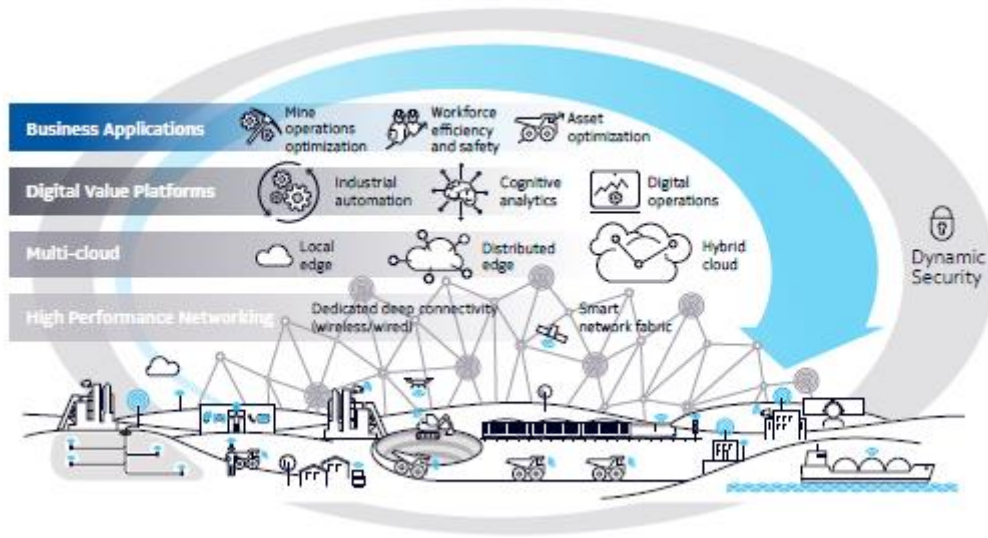 Business Applications
Mine
operations
optimization
Workforce
efficiency
and safety
Asset
optimization
Digital Value Platforms
Industrial
automation
Cognitive
analytics
Digital
operations
Multi-cloud
Local
edge
Distributed
edge
Hybrid
cloud
Dynamic
Security
High Performance Networking
Dedicated deep connectivity
(wireless/wired)
Smart
network fabric